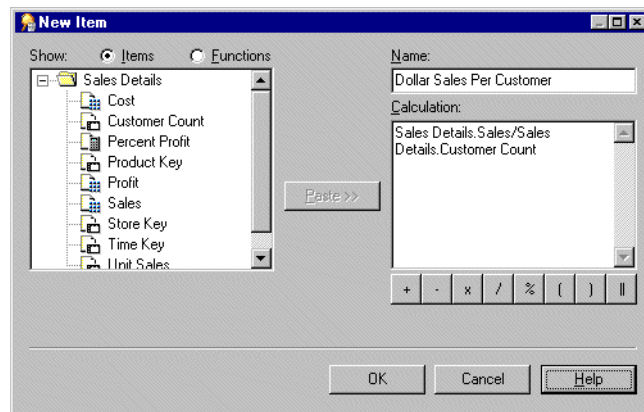 New Item
Show: Items Functions
Sales Details
Cost
Customer Count
Percent Profit
Product Key
Profit
Sales
Store Key
Time Key
Unit Sales
Paste >>
Name:
Dollar Sales Per Customer
Calculation:
Sales Details.Sales/Sales
Details.Customer Count
+ - x / % ( ) ||
OK Cancel Help